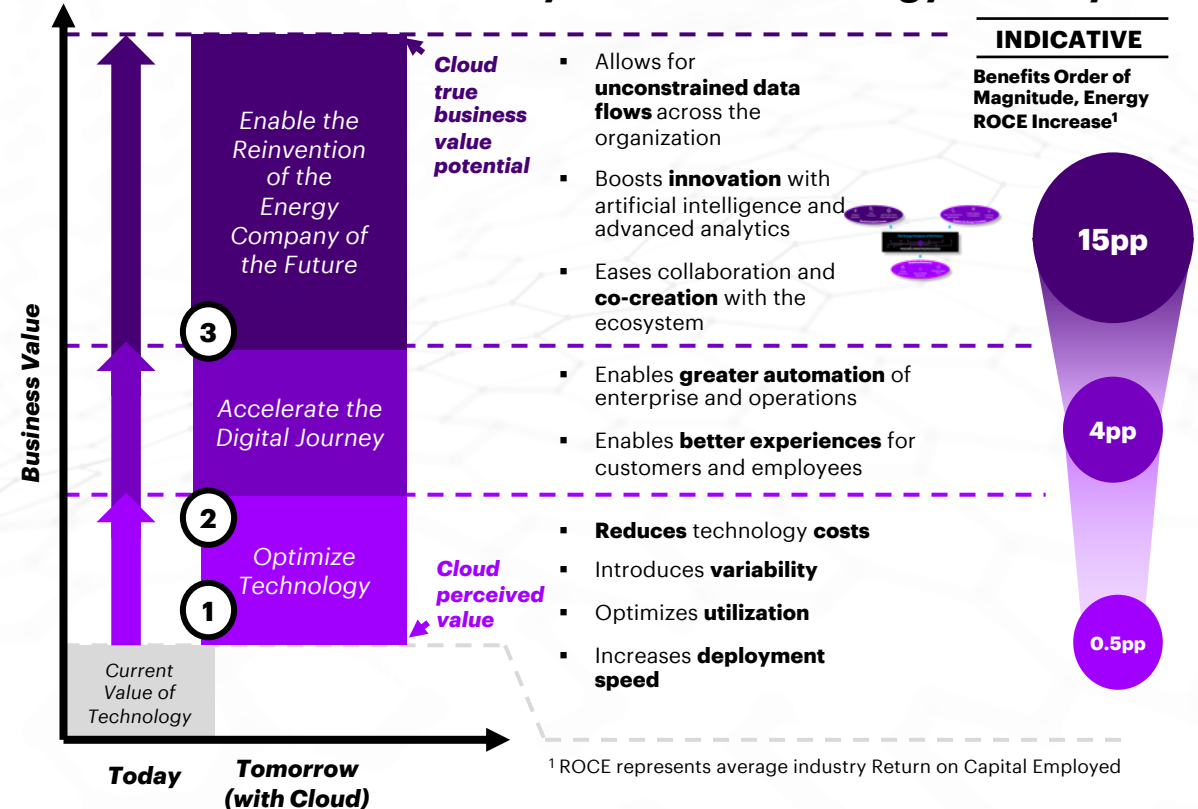 INDICATIVE
Benefits Order of
Magnitude, Energy
ROCE Increase¹
Business Value
Cloud
true
business
value
potential
Enable the
Reinvention
of the
Energy
Company of
the Future
▪ Allows for
unconstrained data
flows across the
organization
▪ Boosts innovation with
artificial intelligence and
advanced analytics
▪ Eases collaboration and
co-creation with the
ecosystem
15pp
3
Accelerate the
Digital Journey
▪ Enables greater automation of
enterprise and operations
▪ Enables better experiences for
customers and employees
4pp
2
Optimize
Technology
1
Cloud
perceived
value
▪ Reduces technology costs
▪ Introduces variability
▪ Optimizes utilization
▪ Increases deployment
speed
0.5pp
Current
Value of
Technology
Today
Tomorrow
(with Cloud)
¹ ROCE represents average industry Return on Capital Employed